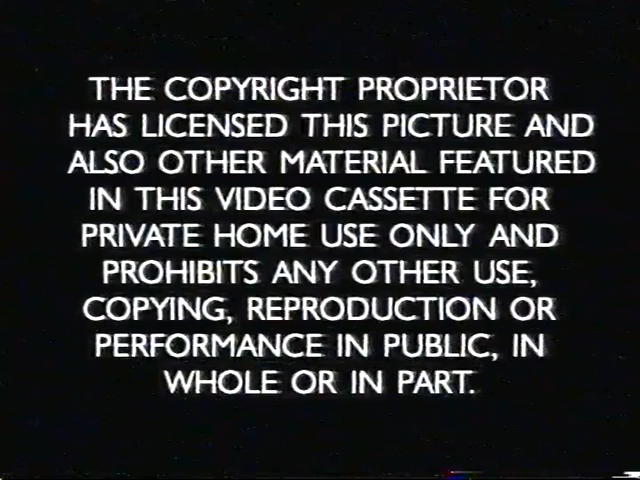 THE COPYRIGHT PROPRIETOR
HAS LICENSED THIS PICTURE AND
ALSO OTHER MATERIAL FEATURED
IN THIS VIDEO CASSETTE FOR
PRIVATE HOME USE ONLY AND
PROHIBITS ANY OTHER USE,
COPYING, REPRODUCTION OR
PERFORMANCE IN PUBLIC, IN
WHOLE OR IN PART.